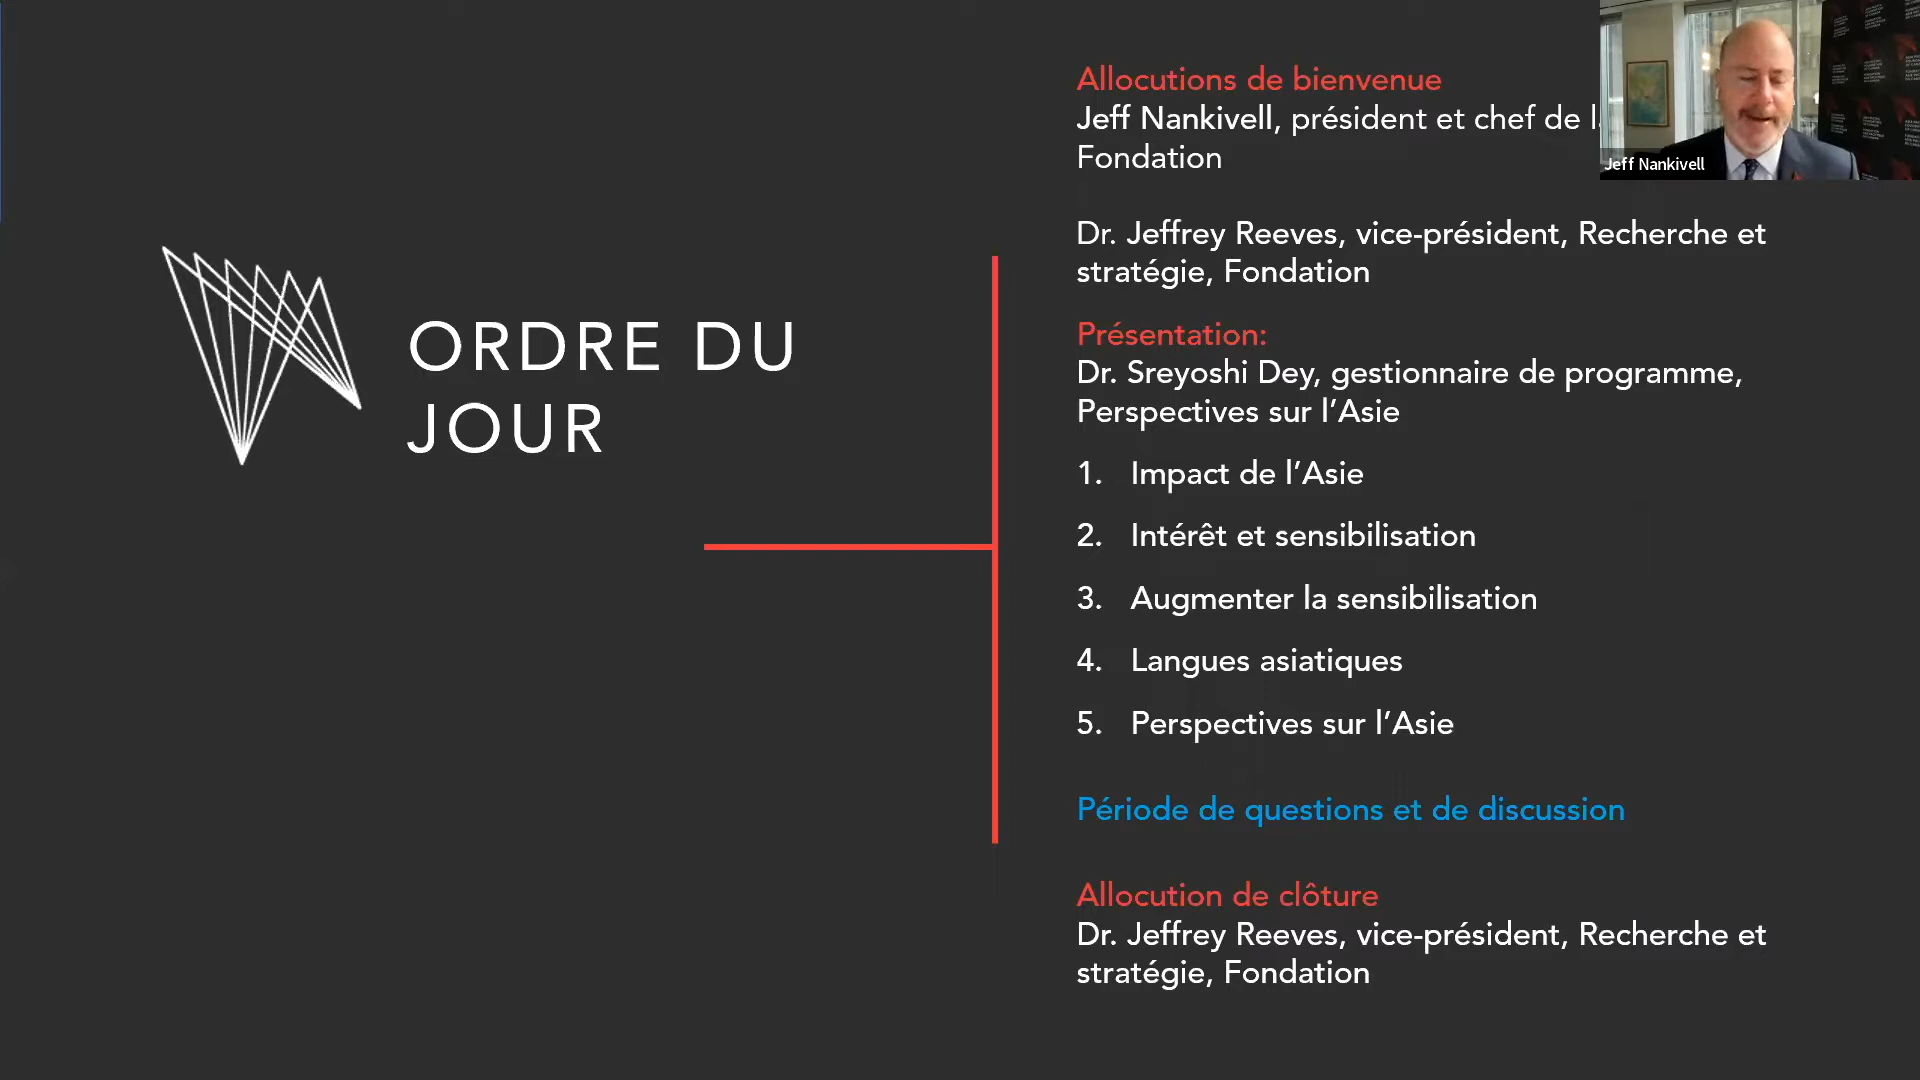 Allocutions de bienvenue
Jeff Nankivell, président et chef de
Fondation
Jeff Nankivell
Dr. Jeffrey Reeves, vice-président, Recherche et
stratégie, Fondation
ORDRE DU
JOUR
Présentation:
Dr. Sreyoshi Dey, gestionnaire de programme,
Perspectives sur l’Asie
1. Impact de l’Asie
2. Intérêt et sensibilisation
3. Augmenter la sensibilisation
4. Langues asiatiques
5. Perspectives sur l’Asie
Période de questions et de discussion
Allocution de clôture
Dr. Jeffrey Reeves, vice-président, Recherche et
stratégie, Fondation